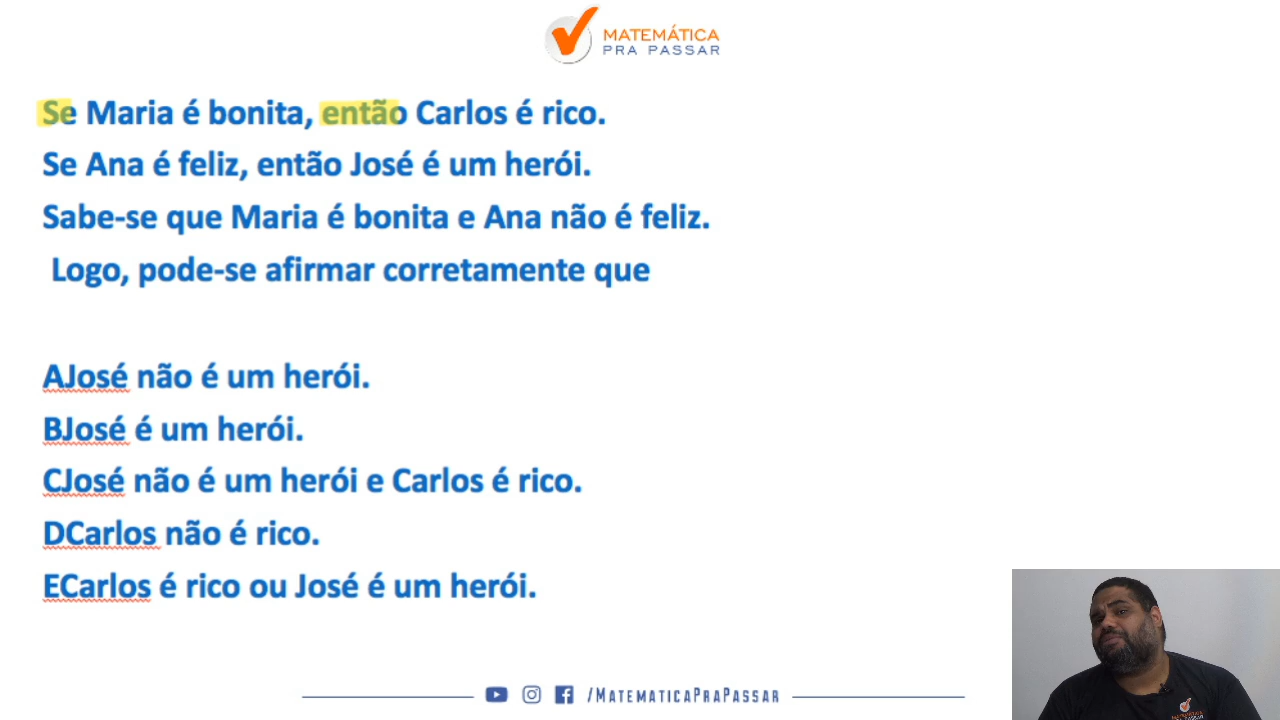 MATEMÁTICA
PRA PASSAR
Se Maria é bonita, então Carlos é rico.
Se Ana é feliz, então José é um herói.
Sabe-se que Maria é bonita e Ana não é feliz.
Logo, pode-se afirmar corretamente que
AJosé não é um herói.
BJosé é um herói.
CJosé não é um herói e Carlos é rico.
DCarlos não é rico.
ECarlos é rico ou José é um herói.
/MATEMATICAPRAPASSAR
MATEMÁTICA